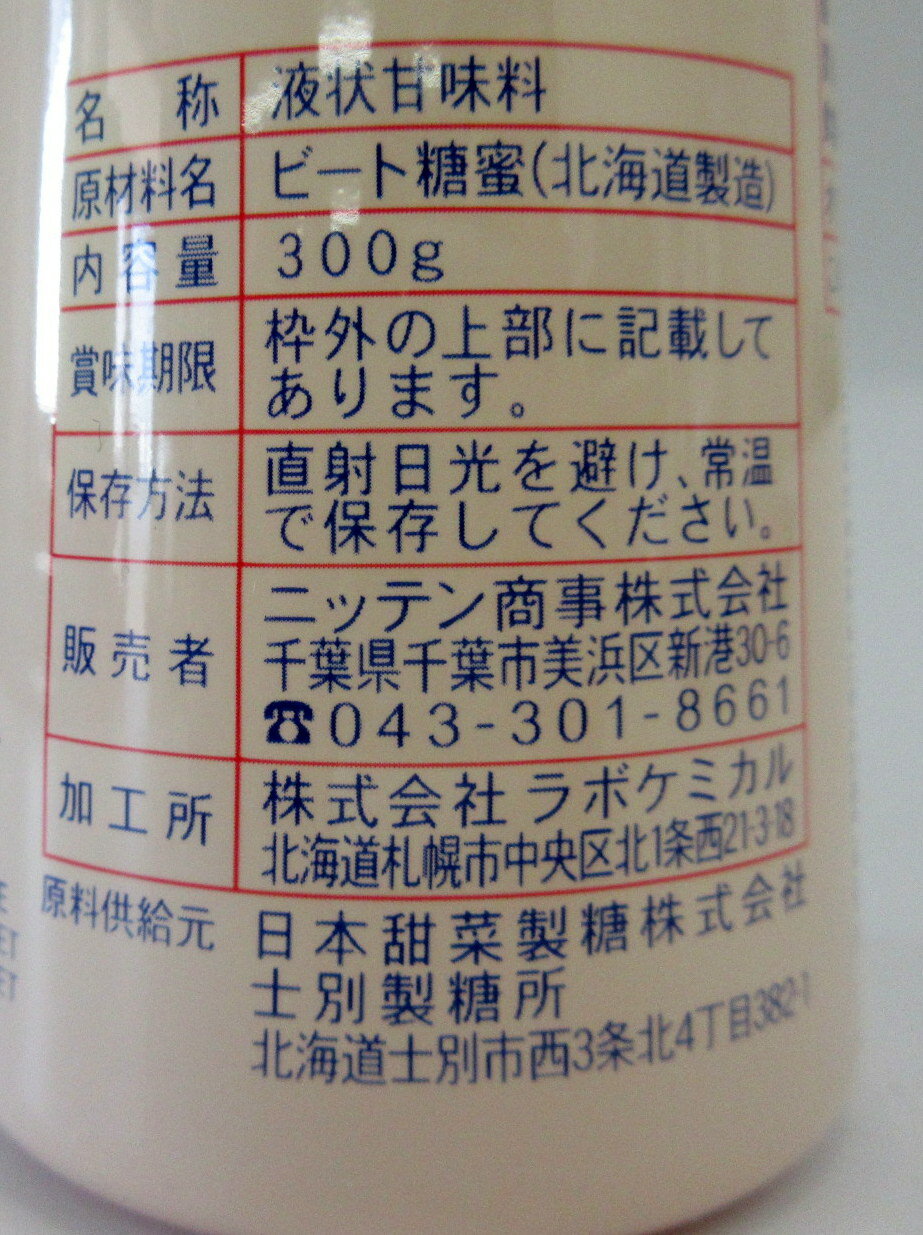 名称 液状甘味料
原材料名 ビート糖蜜(北海道製造)
内容量 300g
賞味期限 枠外の上部に記載して
あります。
保存方法 直射日光を避け、常温
で保存してください。
販売者 ニッテン商事株式会社
千葉県千葉市美浜区新港30-6
☎043-301-8661
加工所 株式会社 ラボケミカル
北海道札幌市中央区北1条西21-3-18
原料供給元 日本甜菜製糖株式会社
士別製糖所
北海道士別市西3条北4丁目382-1